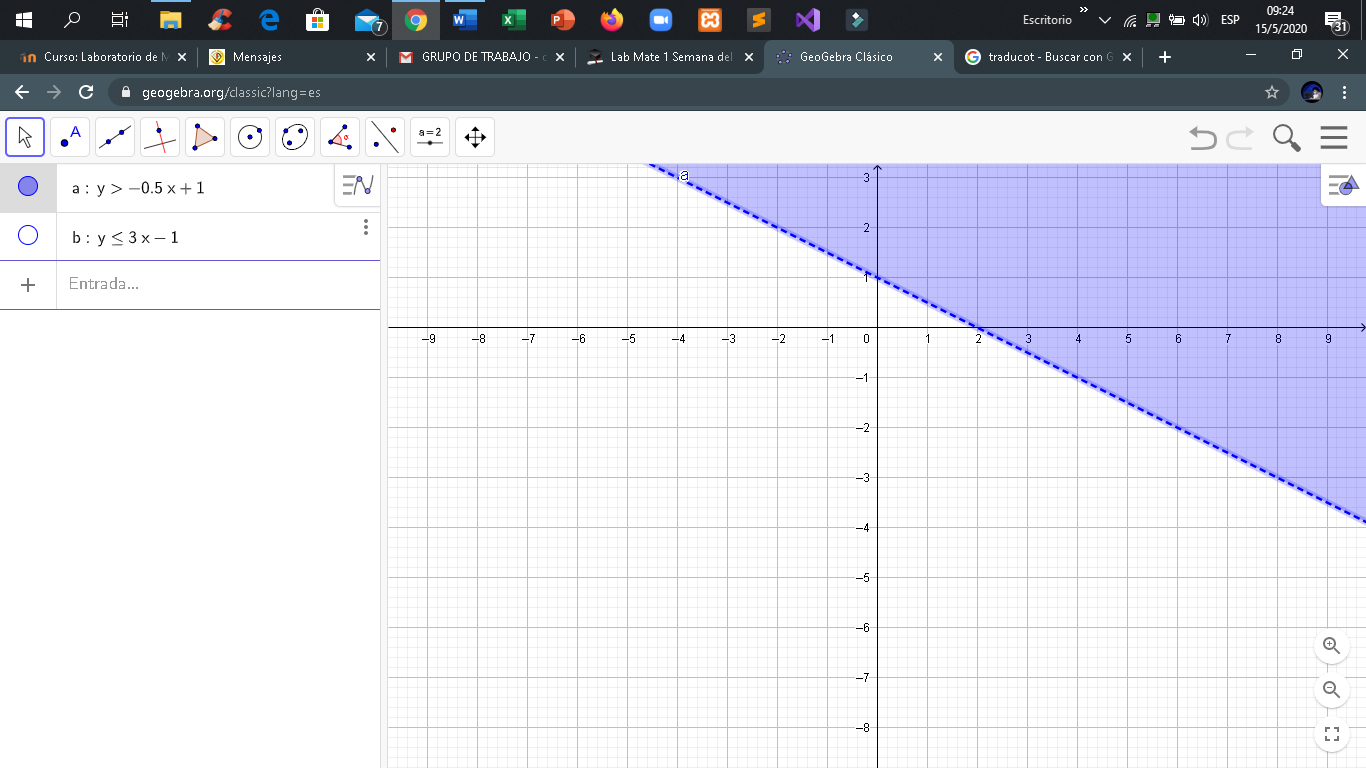 Escritorio
»
ESP
09:24
15/5/2020
31
7
Curso: Laboratorio de M
Mensajes
GRUPO DE TRABAJO - c
Lab Mate 1 Semana del
GeoGebra Clásico
traducot - Buscar con G
geogebra.org/classic?lang=es
A
a=2
a : y > −0.5 x + 1
b : y ≤ 3 x − 1
Entrada...
a
3
2
1
−9 −8 −7 −6 −5 −4 −3 −2 −1 0 1 2 3 4 5 6 7 8 9
−1
−2
−3
−4
−5
−6
−7
−8